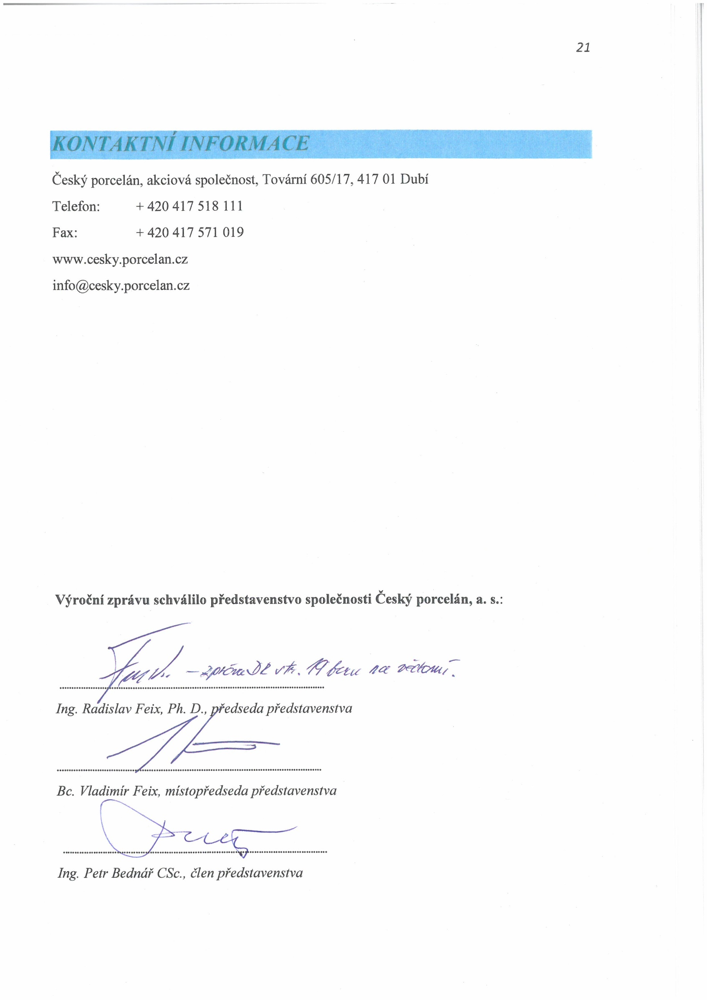 21
KONTAKTNÍ INFORMACE
Český porcelán, akciová společnost, Tovární 605/17, 417 01 Dubí
Telefon: + 420 417 518 111
Fax: + 420 417 571 019
www.cesky.porcelan.cz
info@cesky.porcelan.cz
Výroční zprávu schválilo představenstvo společnosti Český porcelán, a. s.:
– zprávu DR str. 19 beru na vědomí.
Ing. Radislav Feix, Ph. D., předseda představenstva
Bc. Vladimír Feix, místopředseda představenstva
Ing. Petr Bednář CSc., člen představenstva